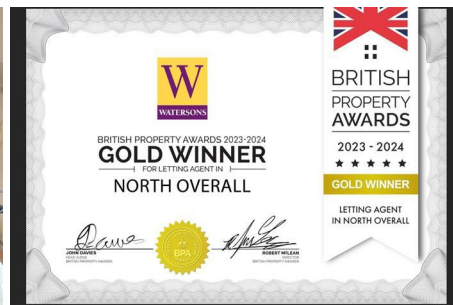 W
WATERSONS
BRITISH PROPERTY AWARDS 2023-2024
GOLD WINNER
FOR LETTING AGENT IN
NORTH OVERALL
JOHN DAVIES
HEAD JUDGE
BRITISH PROPERTY AWARDS
BPA
ROBERT MCLEAN
DIRECTOR
BRITISH PROPERTY AWARDS
BRITISH
PROPERTY
AWARDS
2023 - 2024
GOLD WINNER
LETTING AGENT
IN NORTH OVERALL